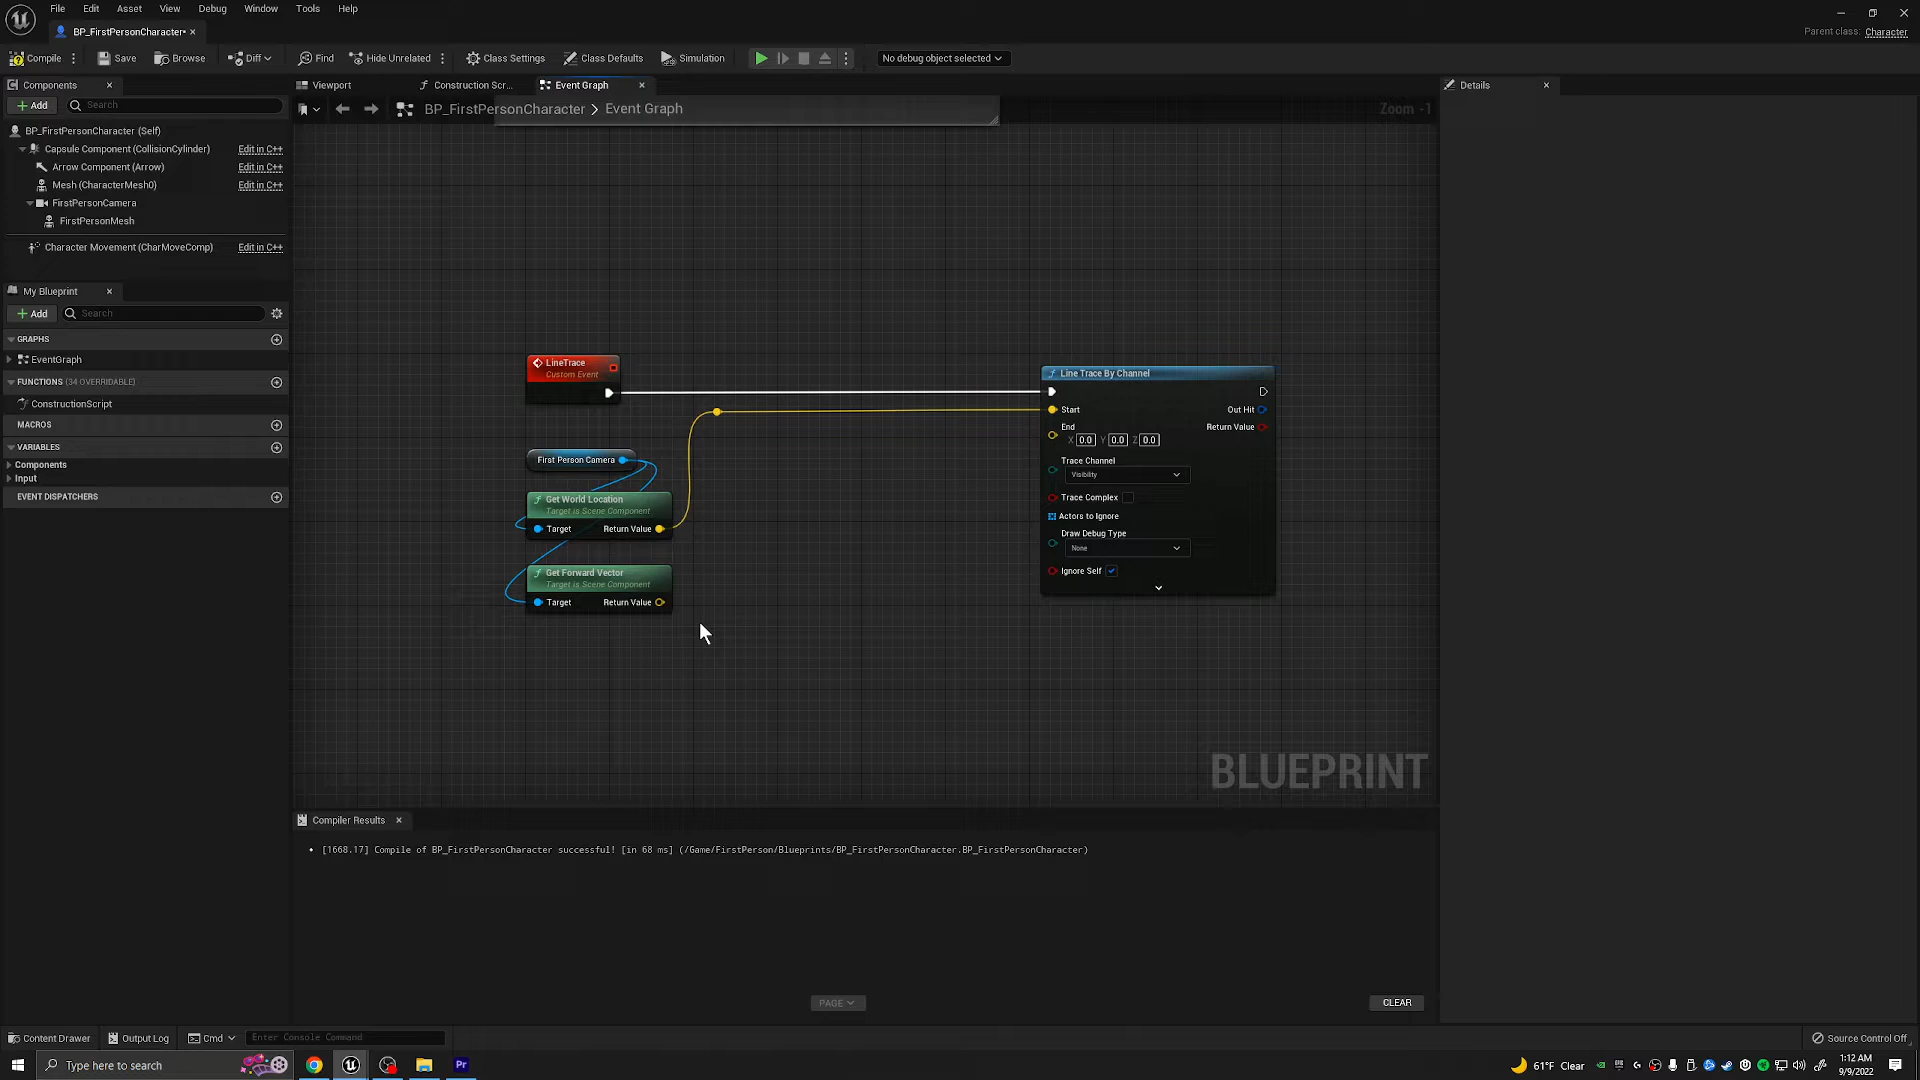 File Edit Asset View Debug Window Tools Help
BP_FirstPersonCharacter•
Parent class: Character
Compile Save Browse Diff Find Hide Unrelated Class Settings Class Defaults Simulation No debug object selected
Components
Add Search
BP_FirstPersonCharacter (Self)
Capsule Component (CollisionCylinder) Edit in C++
Arrow Component (Arrow) Edit in C++
Mesh (CharacterMesh0) Edit in C++
FirstPersonCamera
FirstPersonMesh
Character Movement (CharMoveComp) Edit in C++
My Blueprint
Add Search
GRAPHS
EventGraph
FUNCTIONS (34 OVERRIDABLE)
ConstructionScript
MACROS
VARIABLES
Components
Input
EVENT DISPATCHERS
Viewport Construction Scr... Event Graph
BP_FirstPersonCharacter > Event Graph
Zoom -1
LineTrace
Custom Event
First Person Camera
Get World Location
Target is Scene Component
Target Return Value
Get Forward Vector
Target is Scene Component
Target Return Value
Line Trace By Channel
Start Out Hit
End Return Value
X 0.0 Y 0.0 Z 0.0
Trace Channel
Visibility
Trace Complex
Actors to Ignore
Draw Debug Type
None
Ignore Self
BLUEPRINT
Details
Compiler Results
[1668.17] Compile of BP_FirstPersonCharacter successful! [in 68 ms] (/Game/FirstPerson/Blueprints/BP_FirstPersonCharacter.BP_FirstPersonCharacter)
PAGE
CLEAR
Content Drawer Output Log Cmd Enter Console Command
Source Control Off
Type here to search
Pr
61°F Clear
1:12 AM
9/9/2022